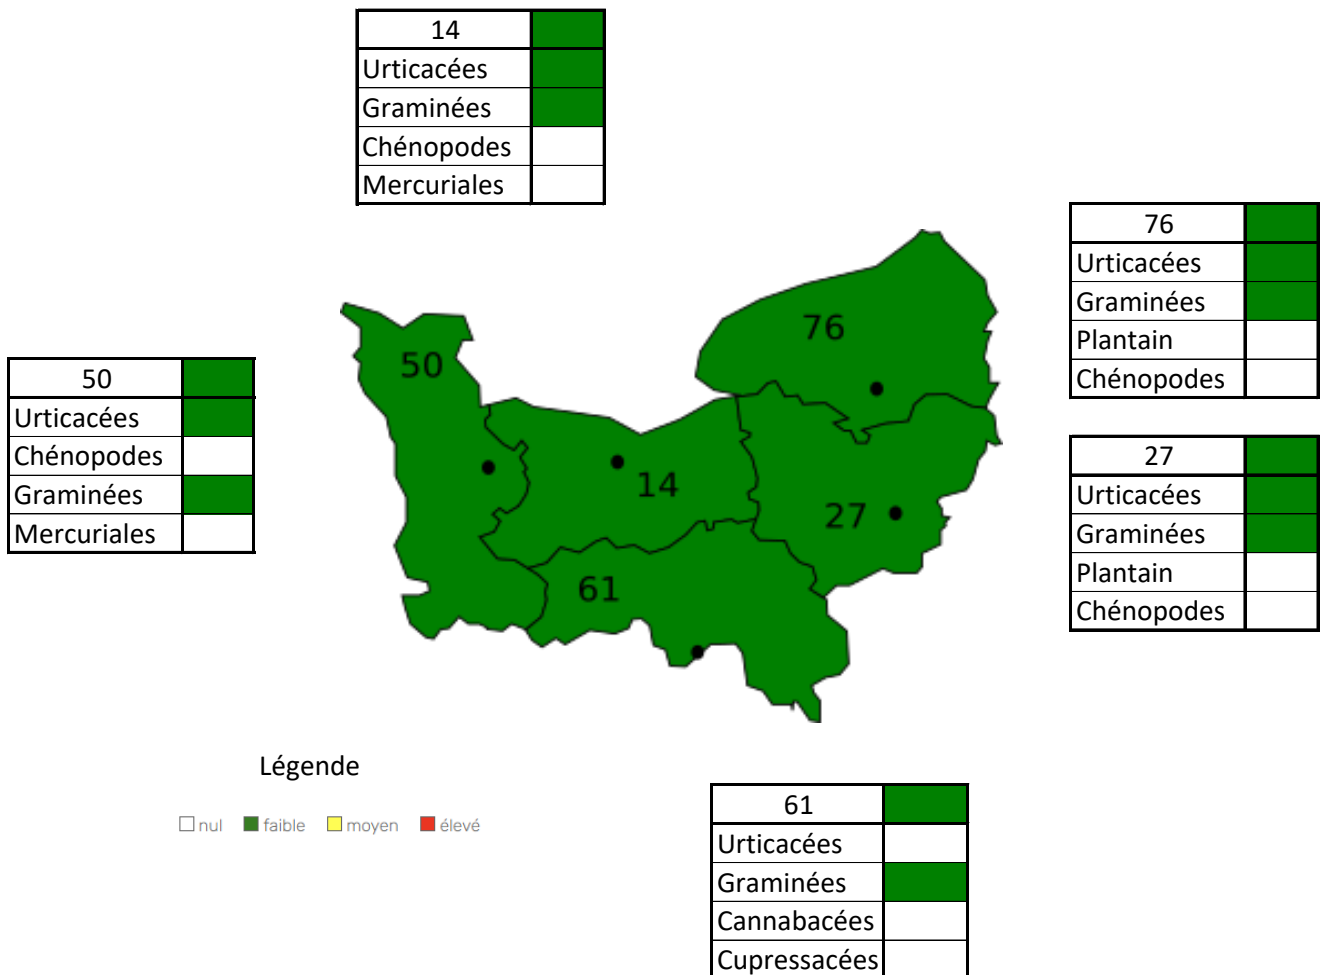 14
Urticacées
Graminées
Chénopodes
Mercuriales
76
Urticacées
Graminées
Plantain
Chénopodes
50
Urticacées
Chénopodes
Graminées
Mercuriales
27
Urticacées
Graminées
Plantain
Chénopodes
76
50
14
27
61
Légende
nul faible moyen élevé
61
Urticacées
Graminées
Cannabacées
Cupressacées